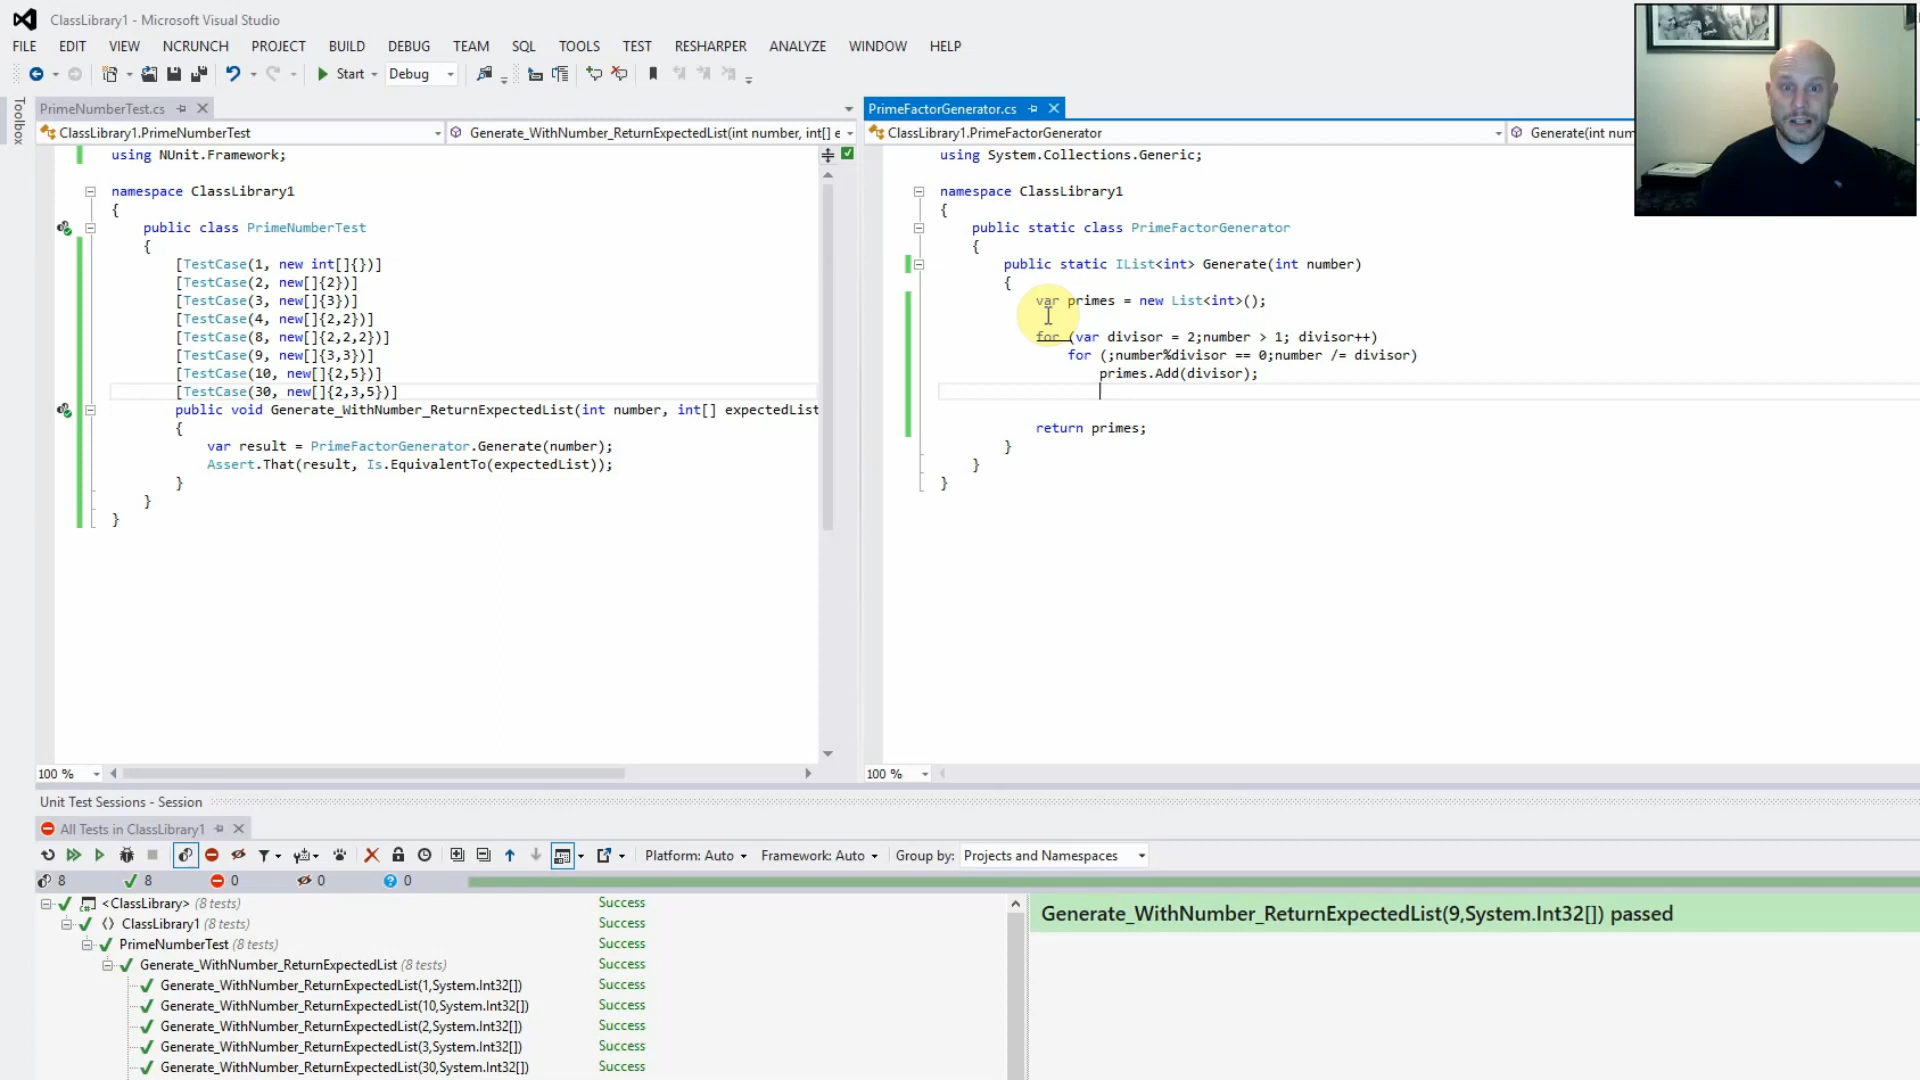 ClassLibrary1 - Microsoft Visual Studio
FILE EDIT VIEW NCRUNCH PROJECT BUILD DEBUG TEAM SQL TOOLS TEST RESHARPER ANALYZE WINDOW HELP
Start Debug
Toolbox
PrimeNumberTest.cs
ClassLibrary1.PrimeNumberTest Generate_WithNumber_ReturnExpectedList(int number, int[] e
using NUnit.Framework;
namespace ClassLibrary1
{
public class PrimeNumberTest
{
[TestCase(1, new int[]{})]
[TestCase(2, new[]{2})]
[TestCase(3, new[]{3})]
[TestCase(4, new[]{2,2})]
[TestCase(8, new[]{2,2,2})]
[TestCase(9, new[]{3,3})]
[TestCase(10, new[]{2,5})]
[TestCase(30, new[]{2,3,5})]
public void Generate_WithNumber_ReturnExpectedList(int number, int[] expectedList
{
var result = PrimeFactorGenerator.Generate(number);
Assert.That(result, Is.EquivalentTo(expectedList));
}
}
}
100 %
PrimeFactorGenerator.cs
ClassLibrary1.PrimeFactorGenerator Generate(int num
using System.Collections.Generic;
namespace ClassLibrary1
{
public static class PrimeFactorGenerator
{
public static IList<int> Generate(int number)
{
var primes = new List<int>();
for (var divisor = 2;number > 1; divisor++)
for (;number%divisor == 0;number /= divisor)
primes.Add(divisor);
return primes;
}
}
}
100 %
Unit Test Sessions - Session
All Tests in ClassLibrary1
Platform: Auto Framework: Auto Group by: Projects and Namespaces
8 8 0 0 0
<ClassLibrary> (8 tests) Success
ClassLibrary1 (8 tests) Success
PrimeNumberTest (8 tests) Success
Generate_WithNumber_ReturnExpectedList (8 tests) Success
Generate_WithNumber_ReturnExpectedList(1,System.Int32[]) Success
Generate_WithNumber_ReturnExpectedList(10,System.Int32[]) Success
Generate_WithNumber_ReturnExpectedList(2,System.Int32[]) Success
Generate_WithNumber_ReturnExpectedList(3,System.Int32[]) Success
Generate_WithNumber_ReturnExpectedList(30,System.Int32[]) Success
Generate_WithNumber_ReturnExpectedList(9,System.Int32[]) passed